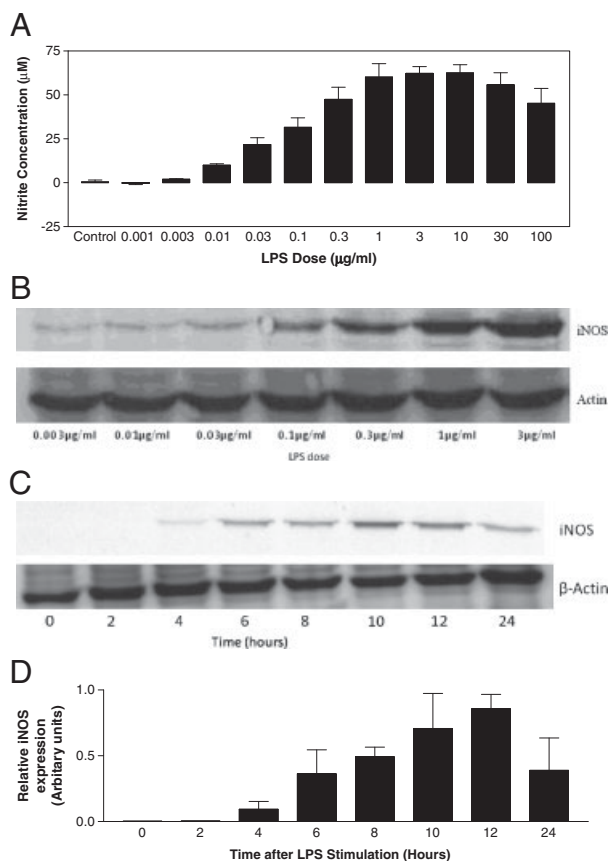 A
Nitrite Concentration (μM)
75
50
25
0
-25
Control 0.001 0.003 0.01 0.03 0.1 0.3 1 3 10 30 100
LPS Dose (μg/ml)
B
iNOS
Actin
0.003μg/ml 0.01μg/ml 0.03μg/ml 0.1μg/ml 0.3μg/ml 1μg/ml 3μg/ml
LPS dose
C
iNOS
β-Actin
0 2 4 6 8 10 12 24
Time (hours)
D
Relative iNOS
expression
(Arbitary units)
1.0
0.5
0.0
0 2 4 6 8 10 12 24
Time after LPS Stimulation (Hours)